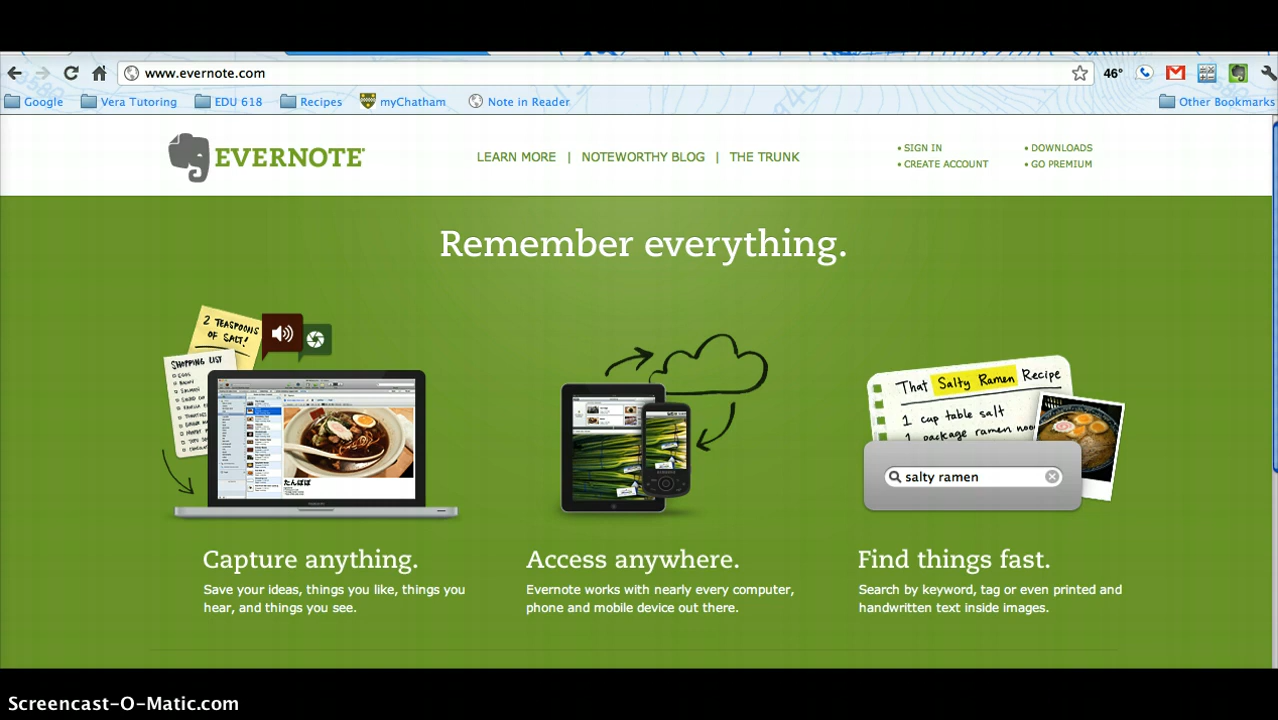 www.evernote.com
46°
Google
Vera Tutoring
EDU 618
Recipes
myChatham
Note in Reader
Other Bookmarks
EVERNOTE
LEARN MORE | NOTEWORTHY BLOG | THE TRUNK
• SIGN IN
• CREATE ACCOUNT
• DOWNLOADS
• GO PREMIUM
Remember everything.
2 TEASPOONS
OF SALT!
SHOPPING LIST
That Salty Ramen Recipe
1 cup table salt
1 package ramen
salty ramen
Capture anything.
Save your ideas, things you like, things you
hear, and things you see.
Access anywhere.
Evernote works with nearly every computer,
phone and mobile device out there.
Find things fast.
Search by keyword, tag or even printed and
handwritten text inside images.
Screencast-O-Matic.com